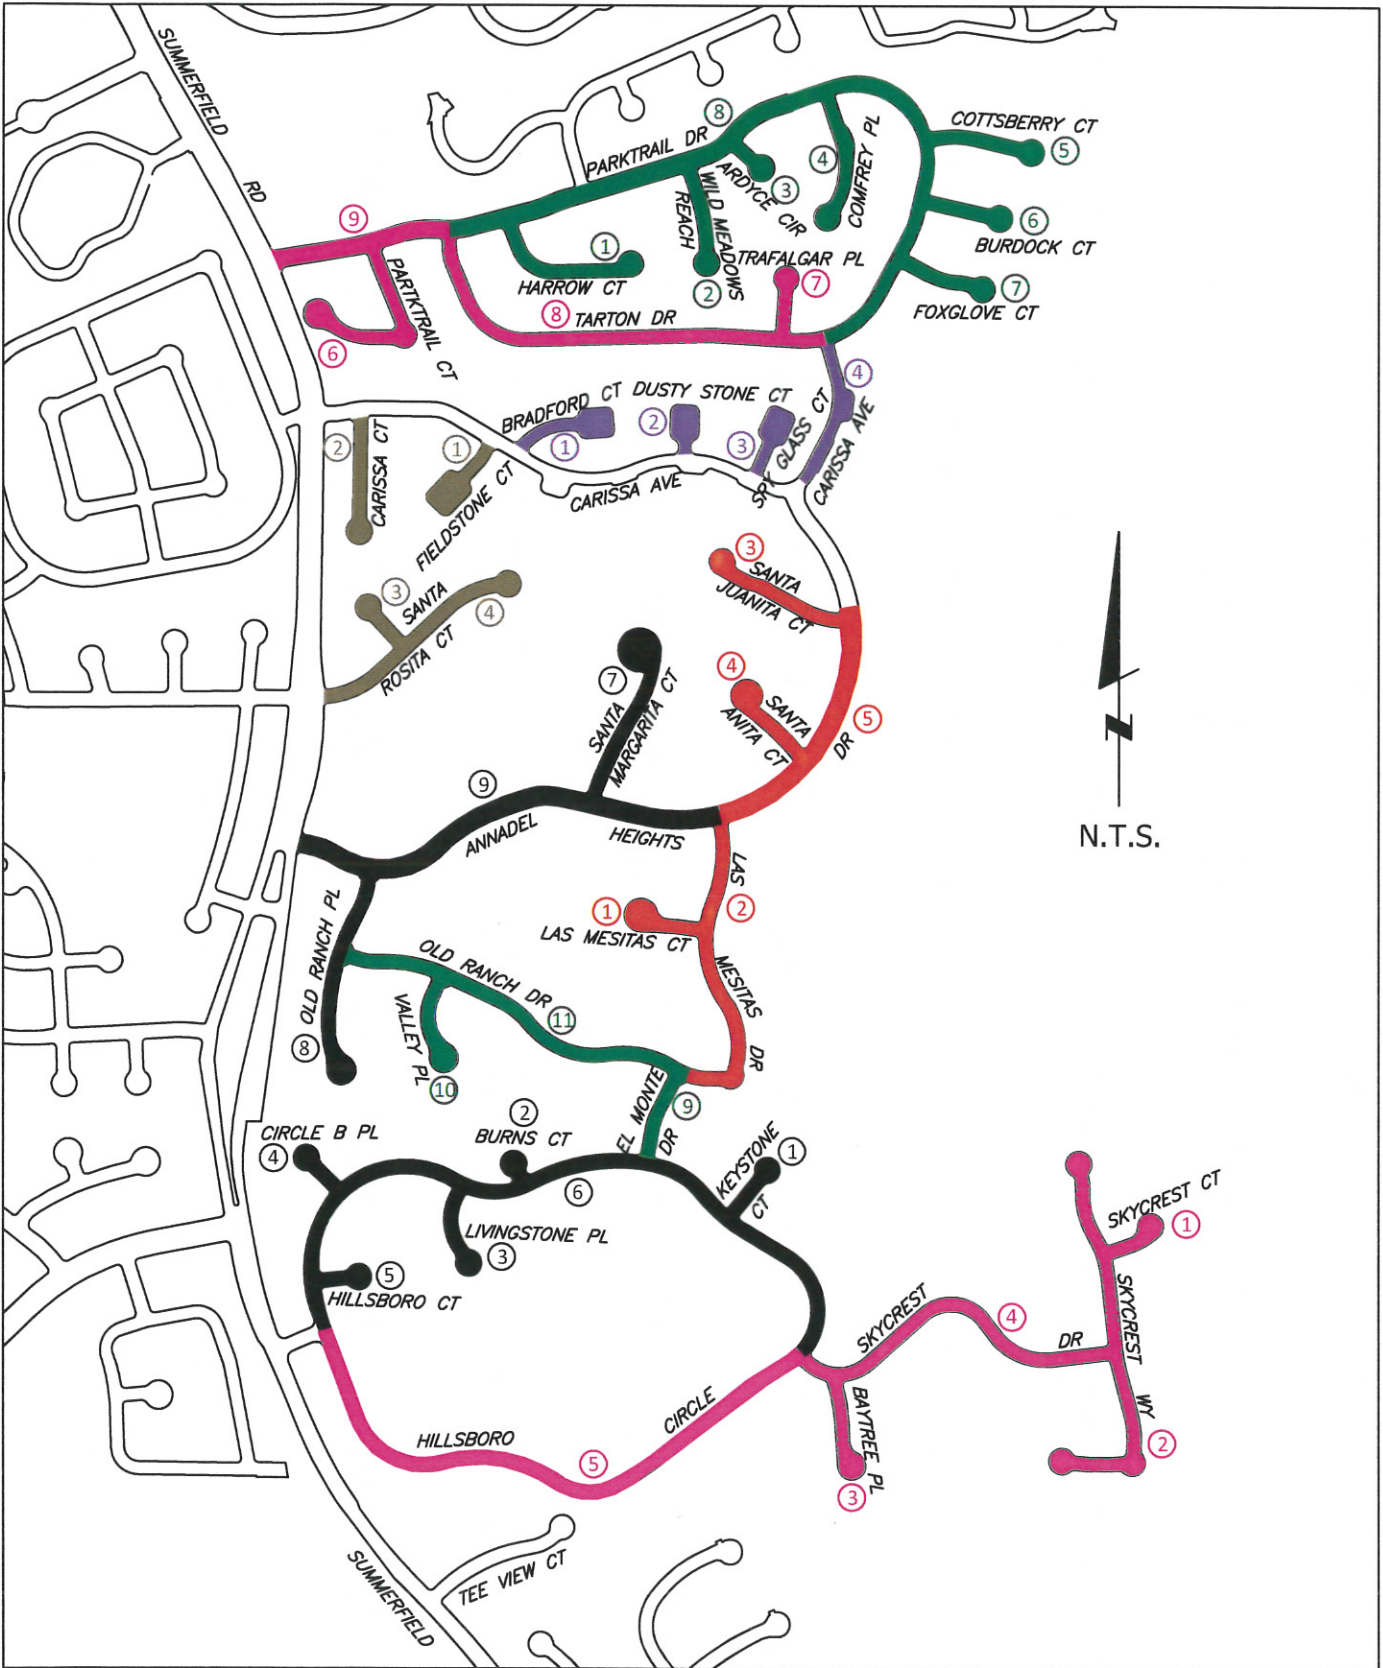 SUMMERFIELD
RD
COTTSBERRY CT
5
8
PARKTRAIL DR
4
COMFREY PL
ARDYCE CIR
3
WILD MEADOWS
REACH
2
6
BURDOCK CT
9
1
HARROW CT
TRAFALGAR PL
7
7
FOXGLOVE CT
PARTKTRAIL CT
6
8
TARTON DR
BRADFORD CT
1
DUSTY STONE CT
2
3
SPY GLASS CT
4
CARISSA AVE
2
CARISSA CT
1
FIELDSTONE CT
CARISSA AVE
3
SANTA
ROSITA CT
4
3
SANTA
JUANITA CT
7
SANTA
MARGARITA CT
4
SANTA
ANITA CT
5
DR
9
ANNADEL
HEIGHTS
N.T.S.
LAS
2
1
LAS MESITAS CT
MESITAS
DR
OLD RANCH PL
8
OLD RANCH DR
11
VALLEY PL
10
EL MONTE
9
DR
CIRCLE B PL
4
2
BURNS CT
6
KEYSTONE
CT
1
LIVINGSTONE PL
3
5
HILLSBORO CT
SKYCREST CT
1
SKYCREST
4
DR
SKYCREST
WY
2
BAYTREE PL
3
HILLSBORO
CIRCLE
5
TEE VIEW CT
SUMMERFIELD
N